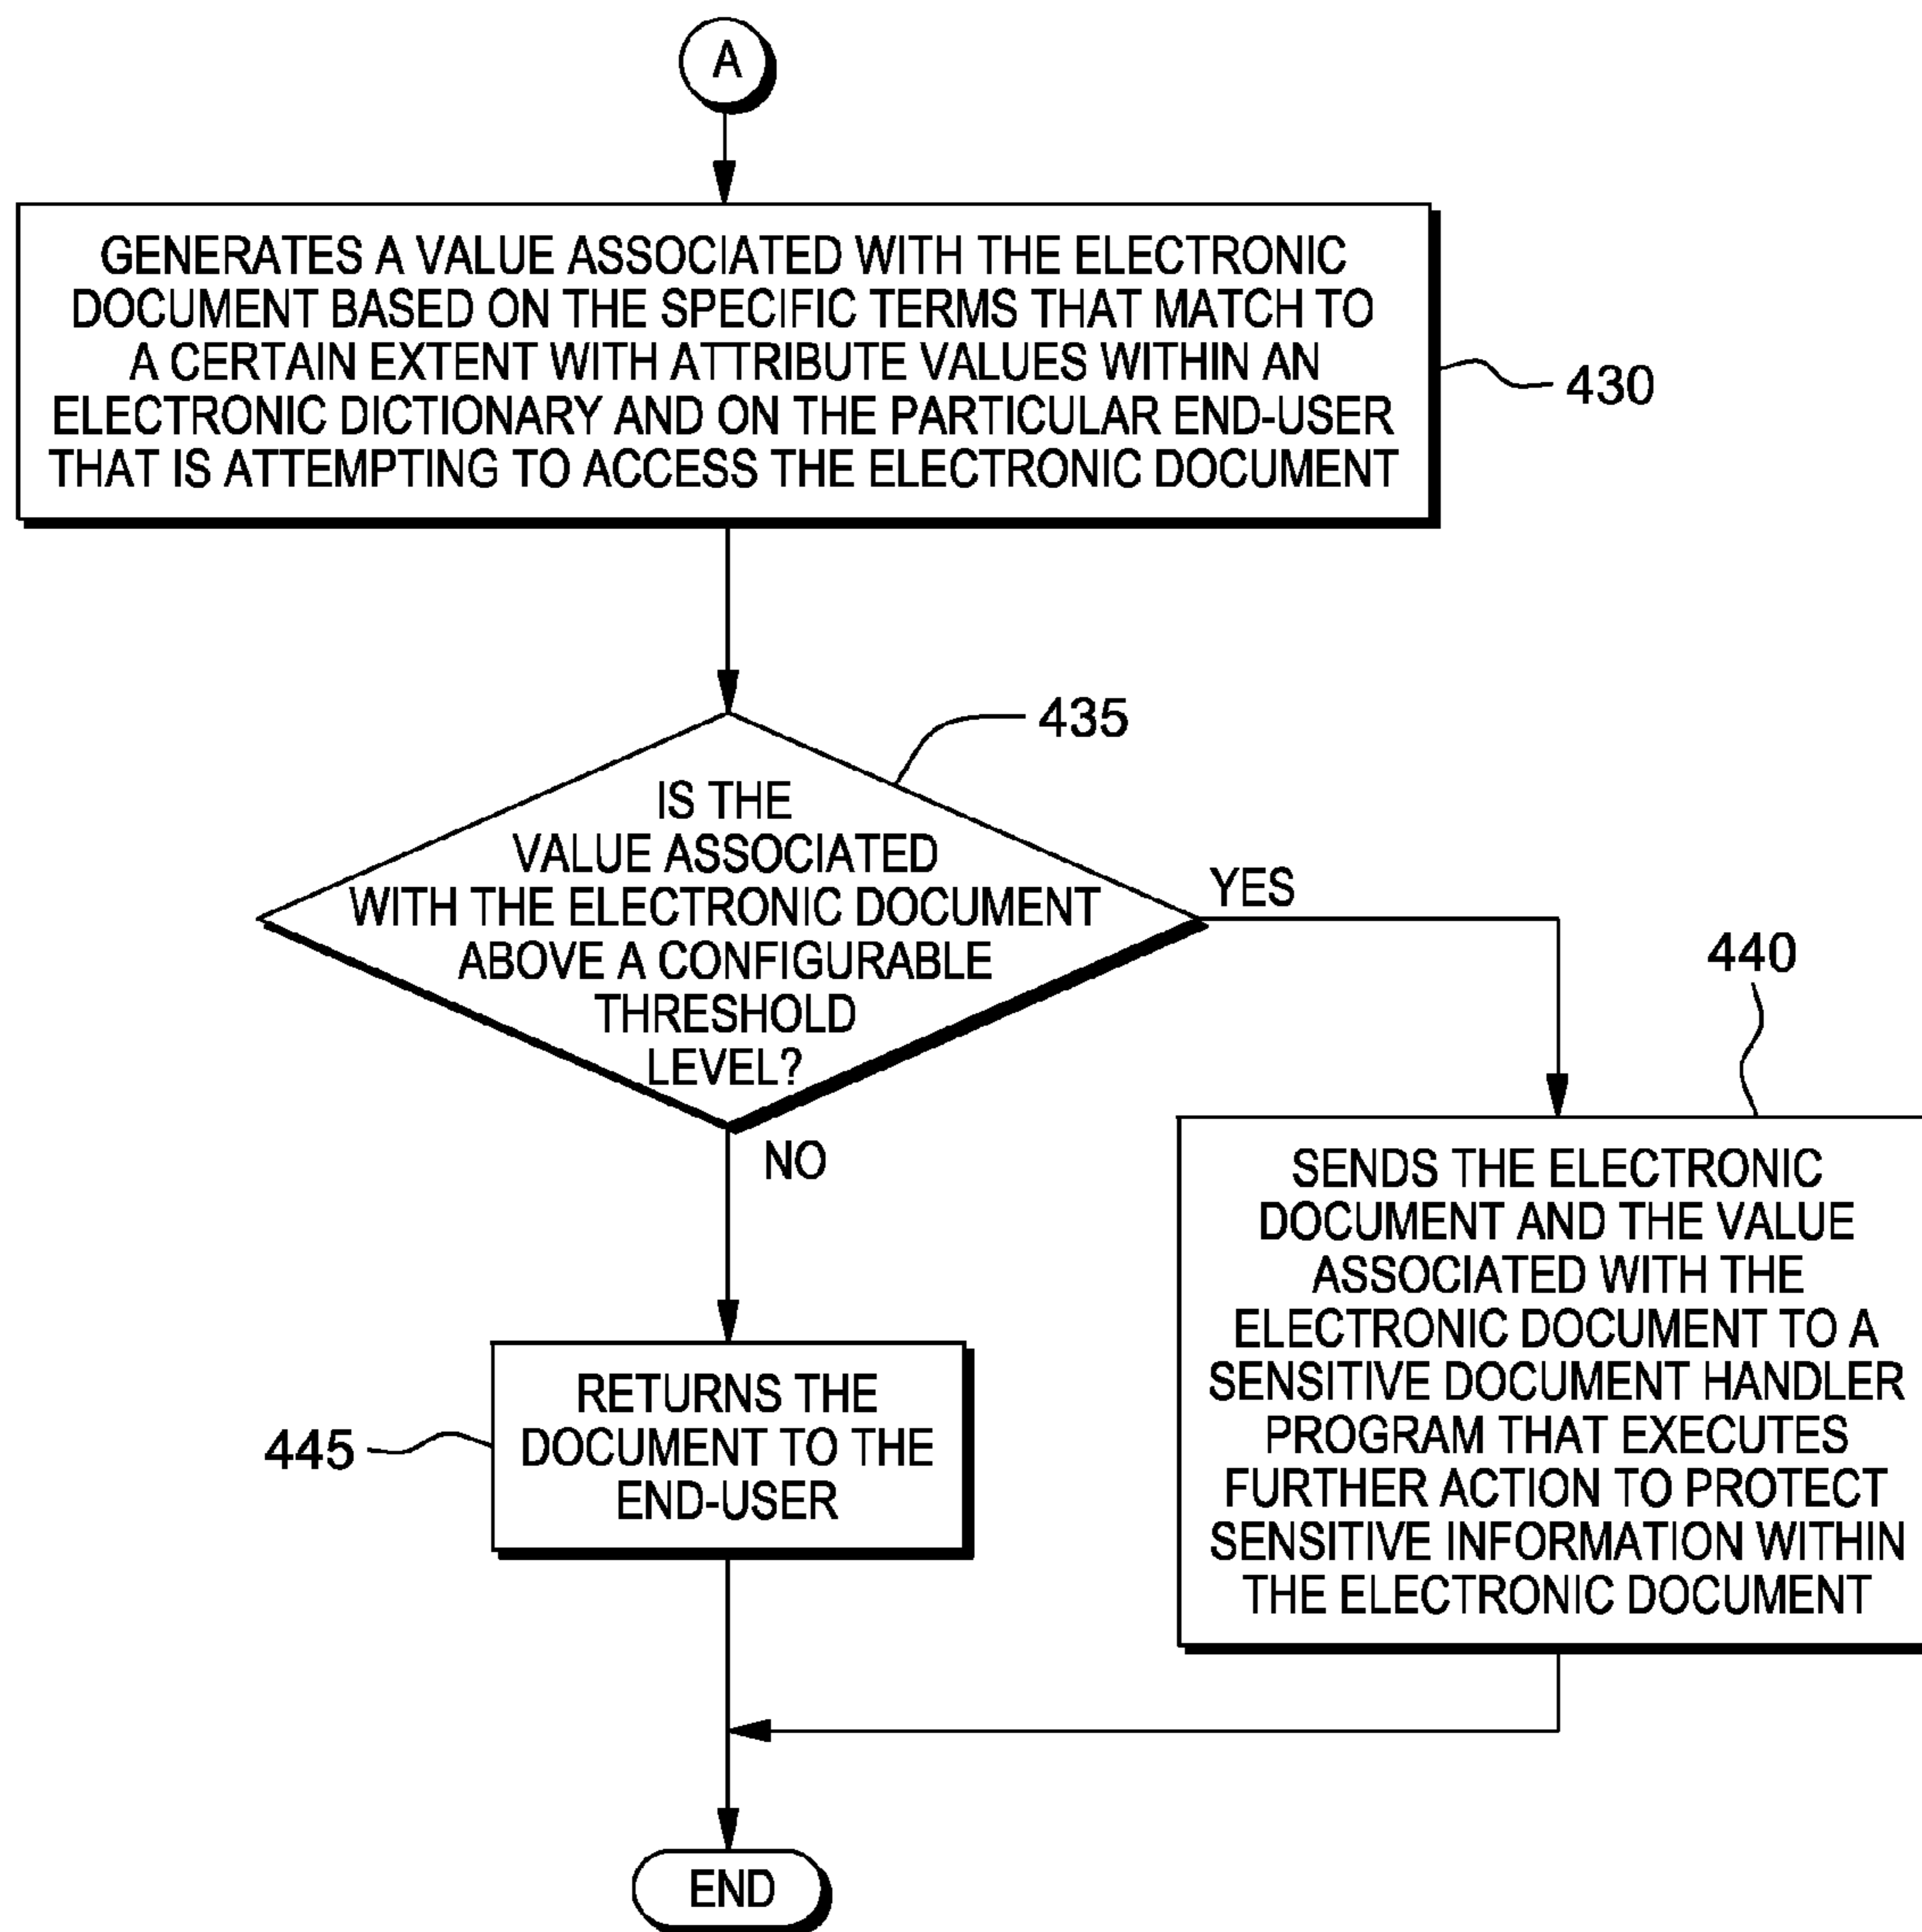 A
GENERATES A VALUE ASSOCIATED WITH THE ELECTRONIC
DOCUMENT BASED ON THE SPECIFIC TERMS THAT MATCH TO
A CERTAIN EXTENT WITH ATTRIBUTE VALUES WITHIN AN
ELECTRONIC DICTIONARY AND ON THE PARTICULAR END-USER
THAT IS ATTEMPTING TO ACCESS THE ELECTRONIC DOCUMENT
430
435
IS THE
VALUE ASSOCIATED
WITH THE ELECTRONIC DOCUMENT
ABOVE A CONFIGURABLE
THRESHOLD
LEVEL?
YES
NO
440
SENDS THE ELECTRONIC
DOCUMENT AND THE VALUE
ASSOCIATED WITH THE
ELECTRONIC DOCUMENT TO A
SENSITIVE DOCUMENT HANDLER
PROGRAM THAT EXECUTES
FURTHER ACTION TO PROTECT
SENSITIVE INFORMATION WITHIN
THE ELECTRONIC DOCUMENT
445
RETURNS THE
DOCUMENT TO THE
END-USER
END